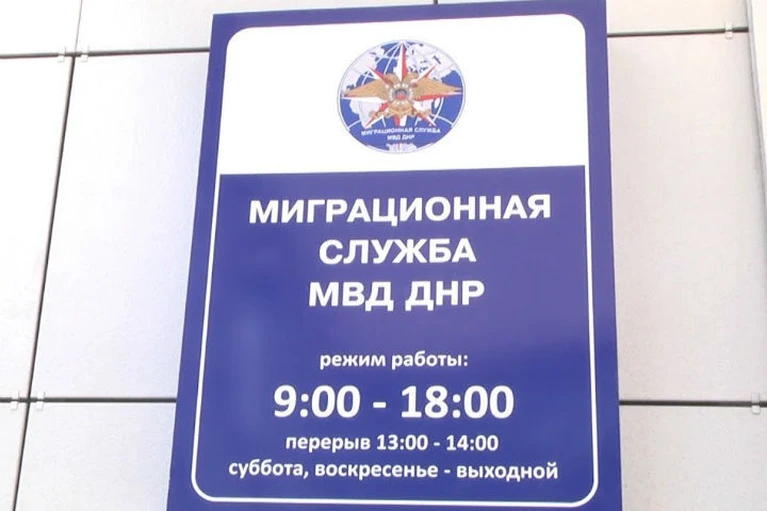 МИГРАЦИОННАЯ СЛУЖБА
МВД ДНР
МИГРАЦИОННАЯ
СЛУЖБА
МВД ДНР
режим работы:
9:00 - 18:00
перерыв 13:00 - 14:00
суббота, воскресенье - выходной